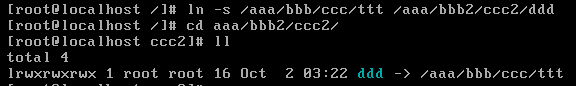 [root@localhost /]# ln -s /aaa/bbb/ccc/ttt /aaa/bbb2/ccc2/ddd
[root@localhost /]# cd aaa/bbb2/ccc2/
[root@localhost ccc2]# ll
total 4
lrwxrwxrwx 1 root root 16 Oct  2 03:22 ddd -> /aaa/bbb/ccc/ttt